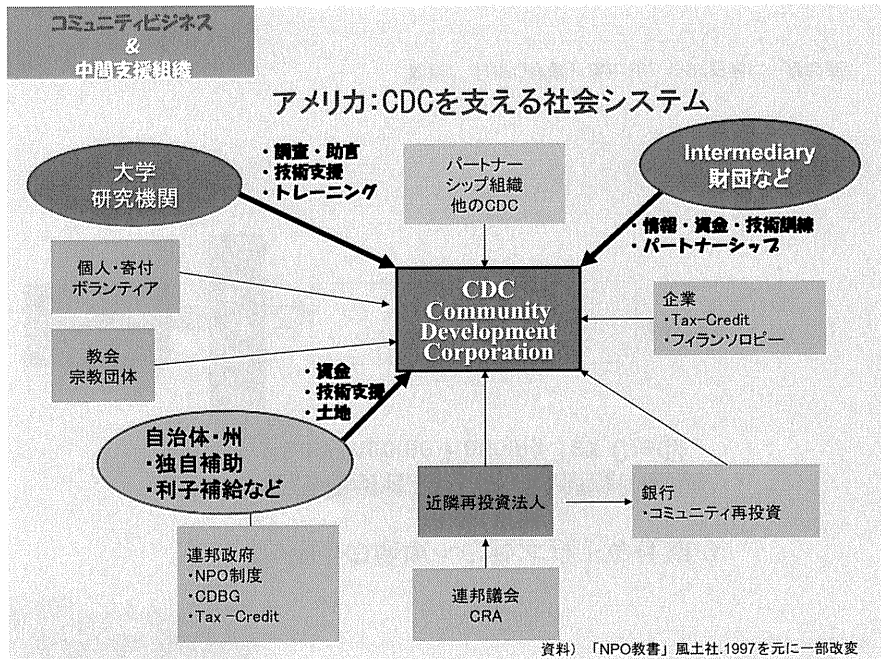 コミュニティビジネス
&
中間支援組織
アメリカ:CDCを支える社会システム
大学
研究機関
・調査・助言
・技術支援
・トレーニング
パートナー
シップ組織
他のCDC
Intermediary
財団など
・情報・資金・技術訓練
・パートナーシップ
個人・寄付
ボランティア
CDC
Community
Development
Corporation
企業
・Tax-Credit
・フィランソロピー
教会
宗教団体
・資金
・技術支援
・土地
自治体・州
・独自補助
・利子補給など
近隣再投資法人
銀行
・コミュニティ再投資
連邦政府
・NPO制度
・CDBG
・Tax-Credit
連邦議会
CRA
資料) 「NPO教書」風土社.1997を元に一部改変